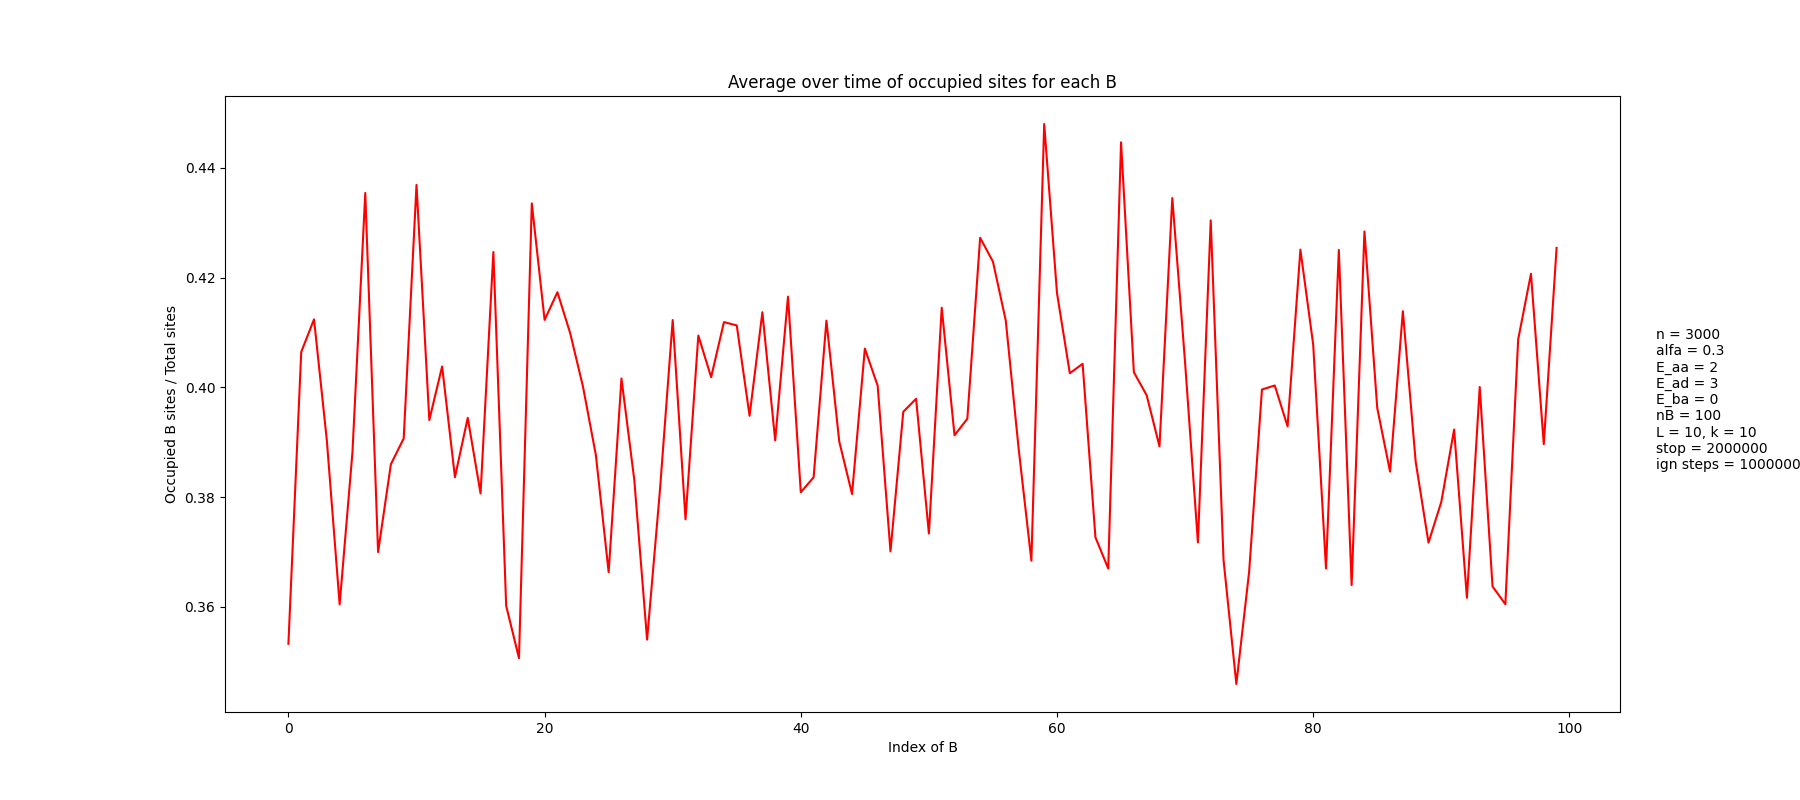 Average over time of occupied sites for each B
Occupied B sites / Total sites
0.44
0.42
0.40
0.38
0.36
0
20
40
60
80
100
Index of B
n = 3000
alfa = 0.3
E_aa = 2
E_ad = 3
E_ba = 0
nB = 100
L = 10, k = 10
stop = 2000000
ign steps = 1000000